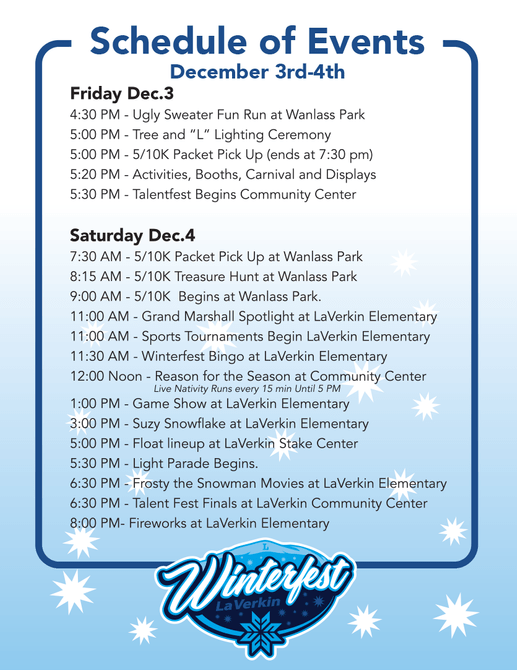 Schedule of Events
December 3rd-4th
Friday Dec.3
4:30 PM - Ugly Sweater Fun Run at Wanlass Park
5:00 PM - Tree and “L” Lighting Ceremony
5:00 PM - 5/10K Packet Pick Up (ends at 7:30 pm)
5:20 PM - Activities, Booths, Carnival and Displays
5:30 PM - Talentfest Begins Community Center
Saturday Dec.4
7:30 AM - 5/10K Packet Pick Up at Wanlass Park
8:15 AM - 5/10K Treasure Hunt at Wanlass Park
9:00 AM - 5/10K Begins at Wanlass Park.
11:00 AM - Grand Marshall Spotlight at LaVerkin Elementary
11:00 AM - Sports Tournaments Begin LaVerkin Elementary
11:30 AM - Winterfest Bingo at LaVerkin Elementary
12:00 Noon - Reason for the Season at Community Center
Live Nativity Runs every 15 min Until 5 PM
1:00 PM - Game Show at LaVerkin Elementary
3:00 PM - Suzy Snowflake at LaVerkin Elementary
5:00 PM - Float lineup at LaVerkin Stake Center
5:30 PM - Light Parade Begins.
6:30 PM - Frosty the Snowman Movies at LaVerkin Elementary
6:30 PM - Talent Fest Finals at LaVerkin Community Center
8:00 PM- Fireworks at LaVerkin Elementary
L
Winterfest
LaVerkin